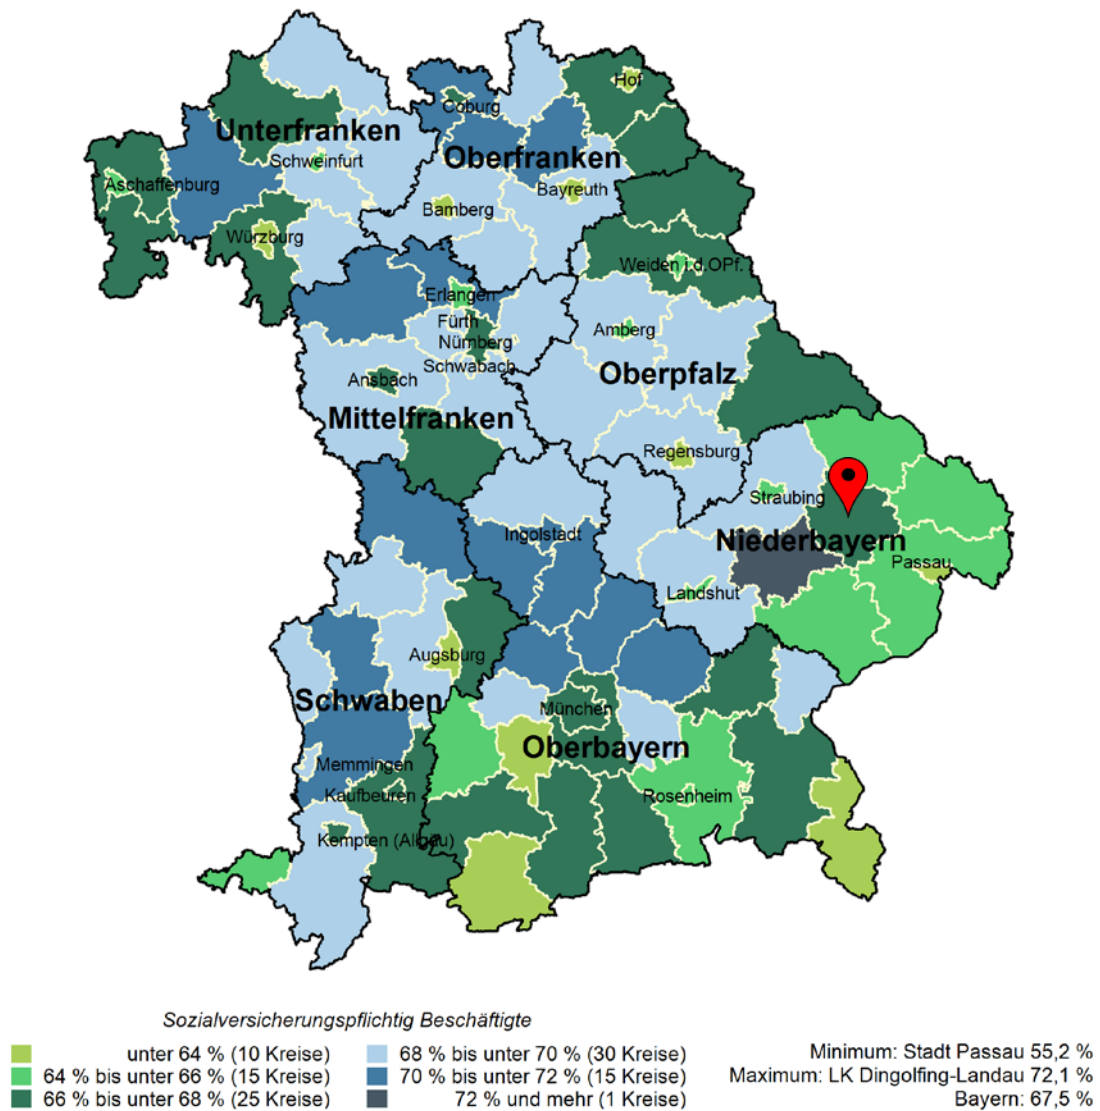 Hof
Coburg
Unterfranken
Oberfranken
Schweinfurt
Aschaffenburg
Bayreuth
Bamberg
Würzburg
Weiden i.d.OPf.
Erlangen
Fürth
Amberg
Nürnberg
Schwabach
Oberpfalz
Ansbach
Mittelfranken
Regensburg
Straubing
Ingolstadt
Niederbayern
Passau
Landshut
Augsburg
Schwaben
München
Oberbayern
Memmingen
Kaufbeuren
Rosenheim
Kempten (Allgäu)
Sozialversicherungspflichtig Beschäftigte
unter 64 % (10 Kreise)
64 % bis unter 66 % (15 Kreise)
66 % bis unter 68 % (25 Kreise)
68 % bis unter 70 % (30 Kreise)
70 % bis unter 72 % (15 Kreise)
72 % und mehr (1 Kreise)
Minimum: Stadt Passau 55,2 %
Maximum: LK Dingolfing-Landau 72,1 %
Bayern: 67,5 %